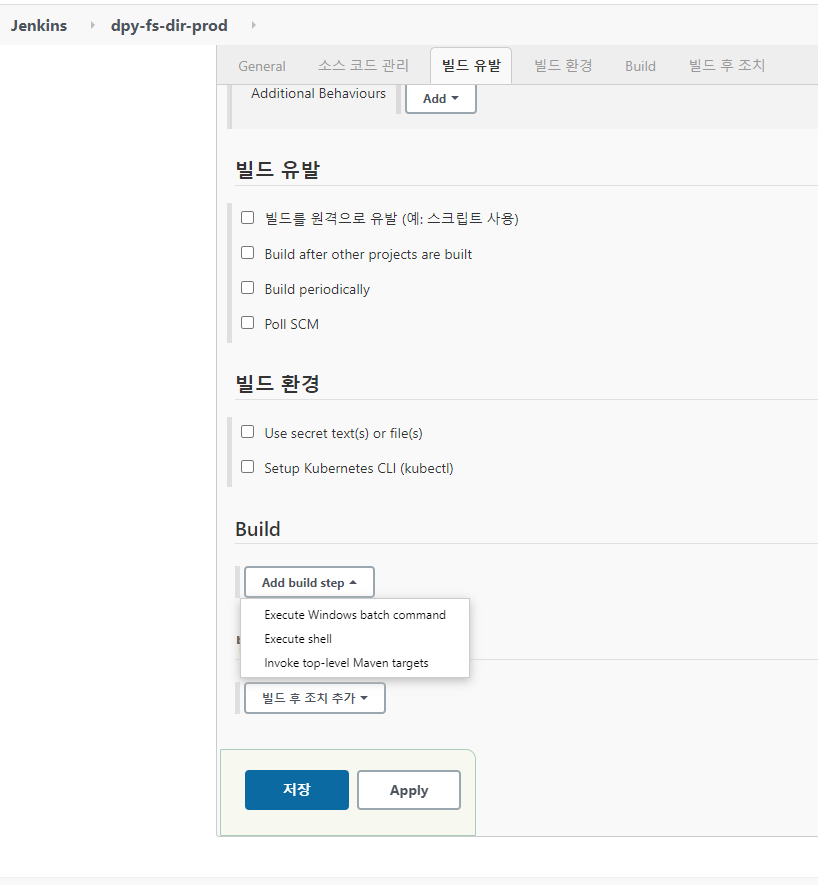 Jenkins dpy-fs-dir-prod
General 소스 코드 관리 빌드 유발 빌드 환경 Build 빌드 후 조치
Additional Behaviours Add
빌드 유발
빌드를 원격으로 유발 (예: 스크립트 사용)
Build after other projects are built
Build periodically
Poll SCM
빌드 환경
Use secret text(s) or file(s)
Setup Kubernetes CLI (kubectl)
Build
Add build step
Execute Windows batch command
Execute shell
Invoke top-level Maven targets
빌드 후 조치 추가
저장 Apply